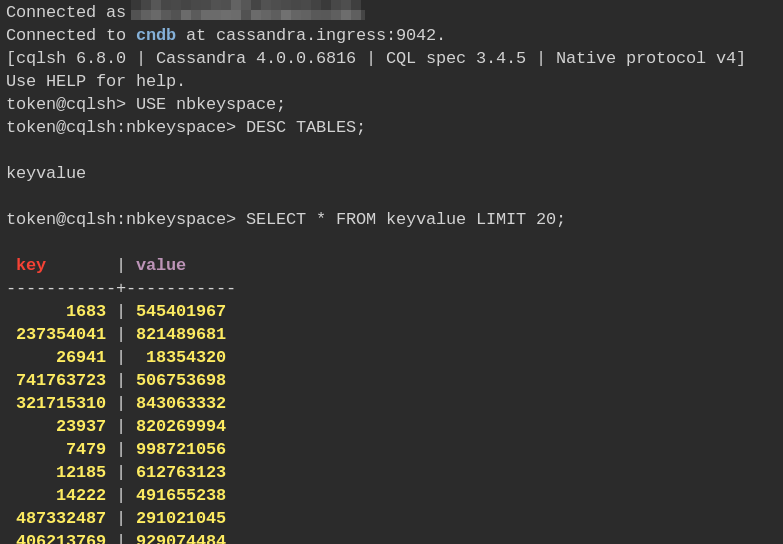 Connected as
Connected to cndb at cassandra.ingress:9042.
[cqlsh 6.8.0 | Cassandra 4.0.0.6816 | CQL spec 3.4.5 | Native protocol v4]
Use HELP for help.
token@cqlsh> USE nbkeyspace;
token@cqlsh:nbkeyspace> DESC TABLES;
keyvalue
token@cqlsh:nbkeyspace> SELECT * FROM keyvalue LIMIT 20;
key | value
-----------+-----------
1683 | 545401967
237354041 | 821489681
26941 | 18354320
741763723 | 506753698
321715310 | 843063332
23937 | 820269994
7479 | 998721056
12185 | 612763123
14222 | 491655238
487332487 | 291021045
406213769 | 929074484